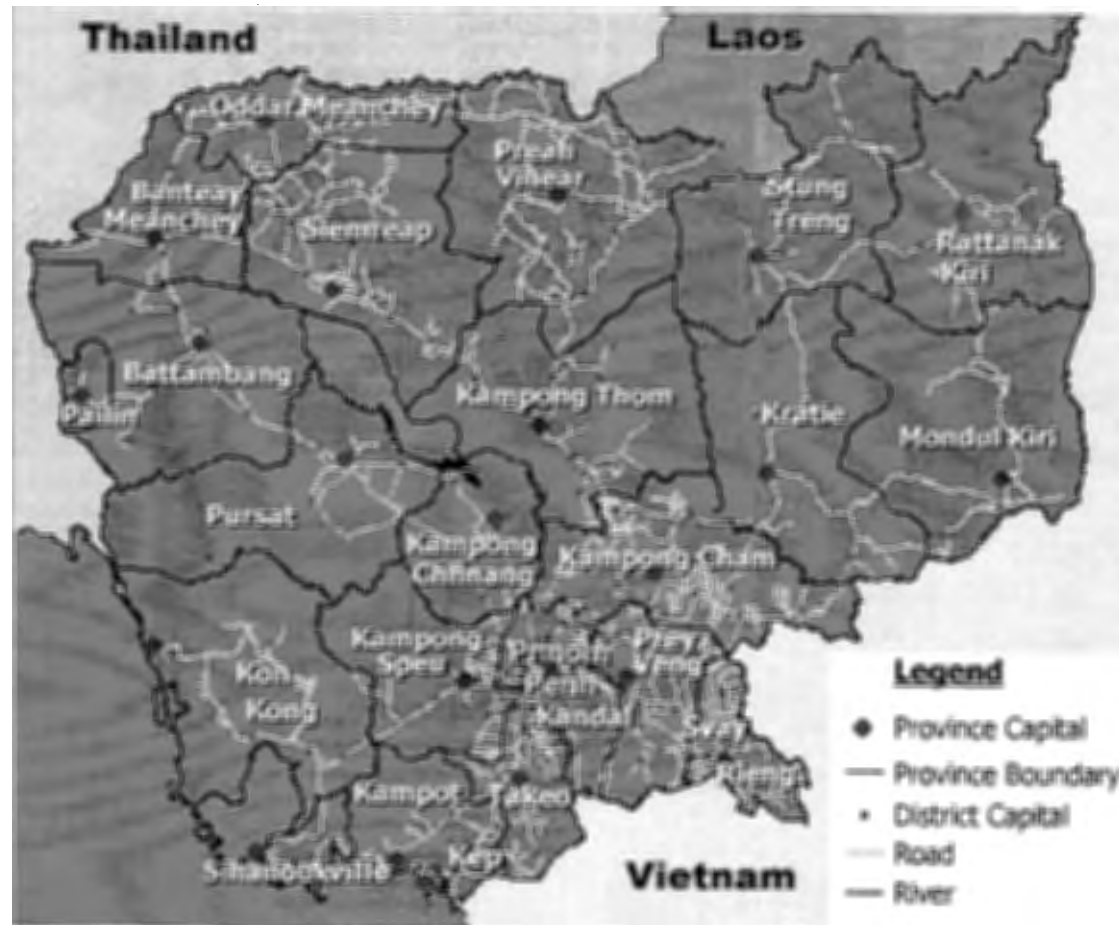 Thailand
Laos
Oddar Meanchey
Preah
Vihear
Stung
Treng
Banteay
Meanchey
Siemreap
Rattanak
Kiri
Battambang
Pailin
Kampong Thom
Kratie
Mondul Kiri
Pursat
Kampong
Chhnang
Kampong Cham
Kampong
Speu
Phnom
Penh
Prey
Veng
Koh
Kong
Kandal
Svay
Rieng
Kampot
Takeo
Kep
Sihanoukville
Vietnam
Legend
Province Capital
Province Boundary
District Capital
Road
River